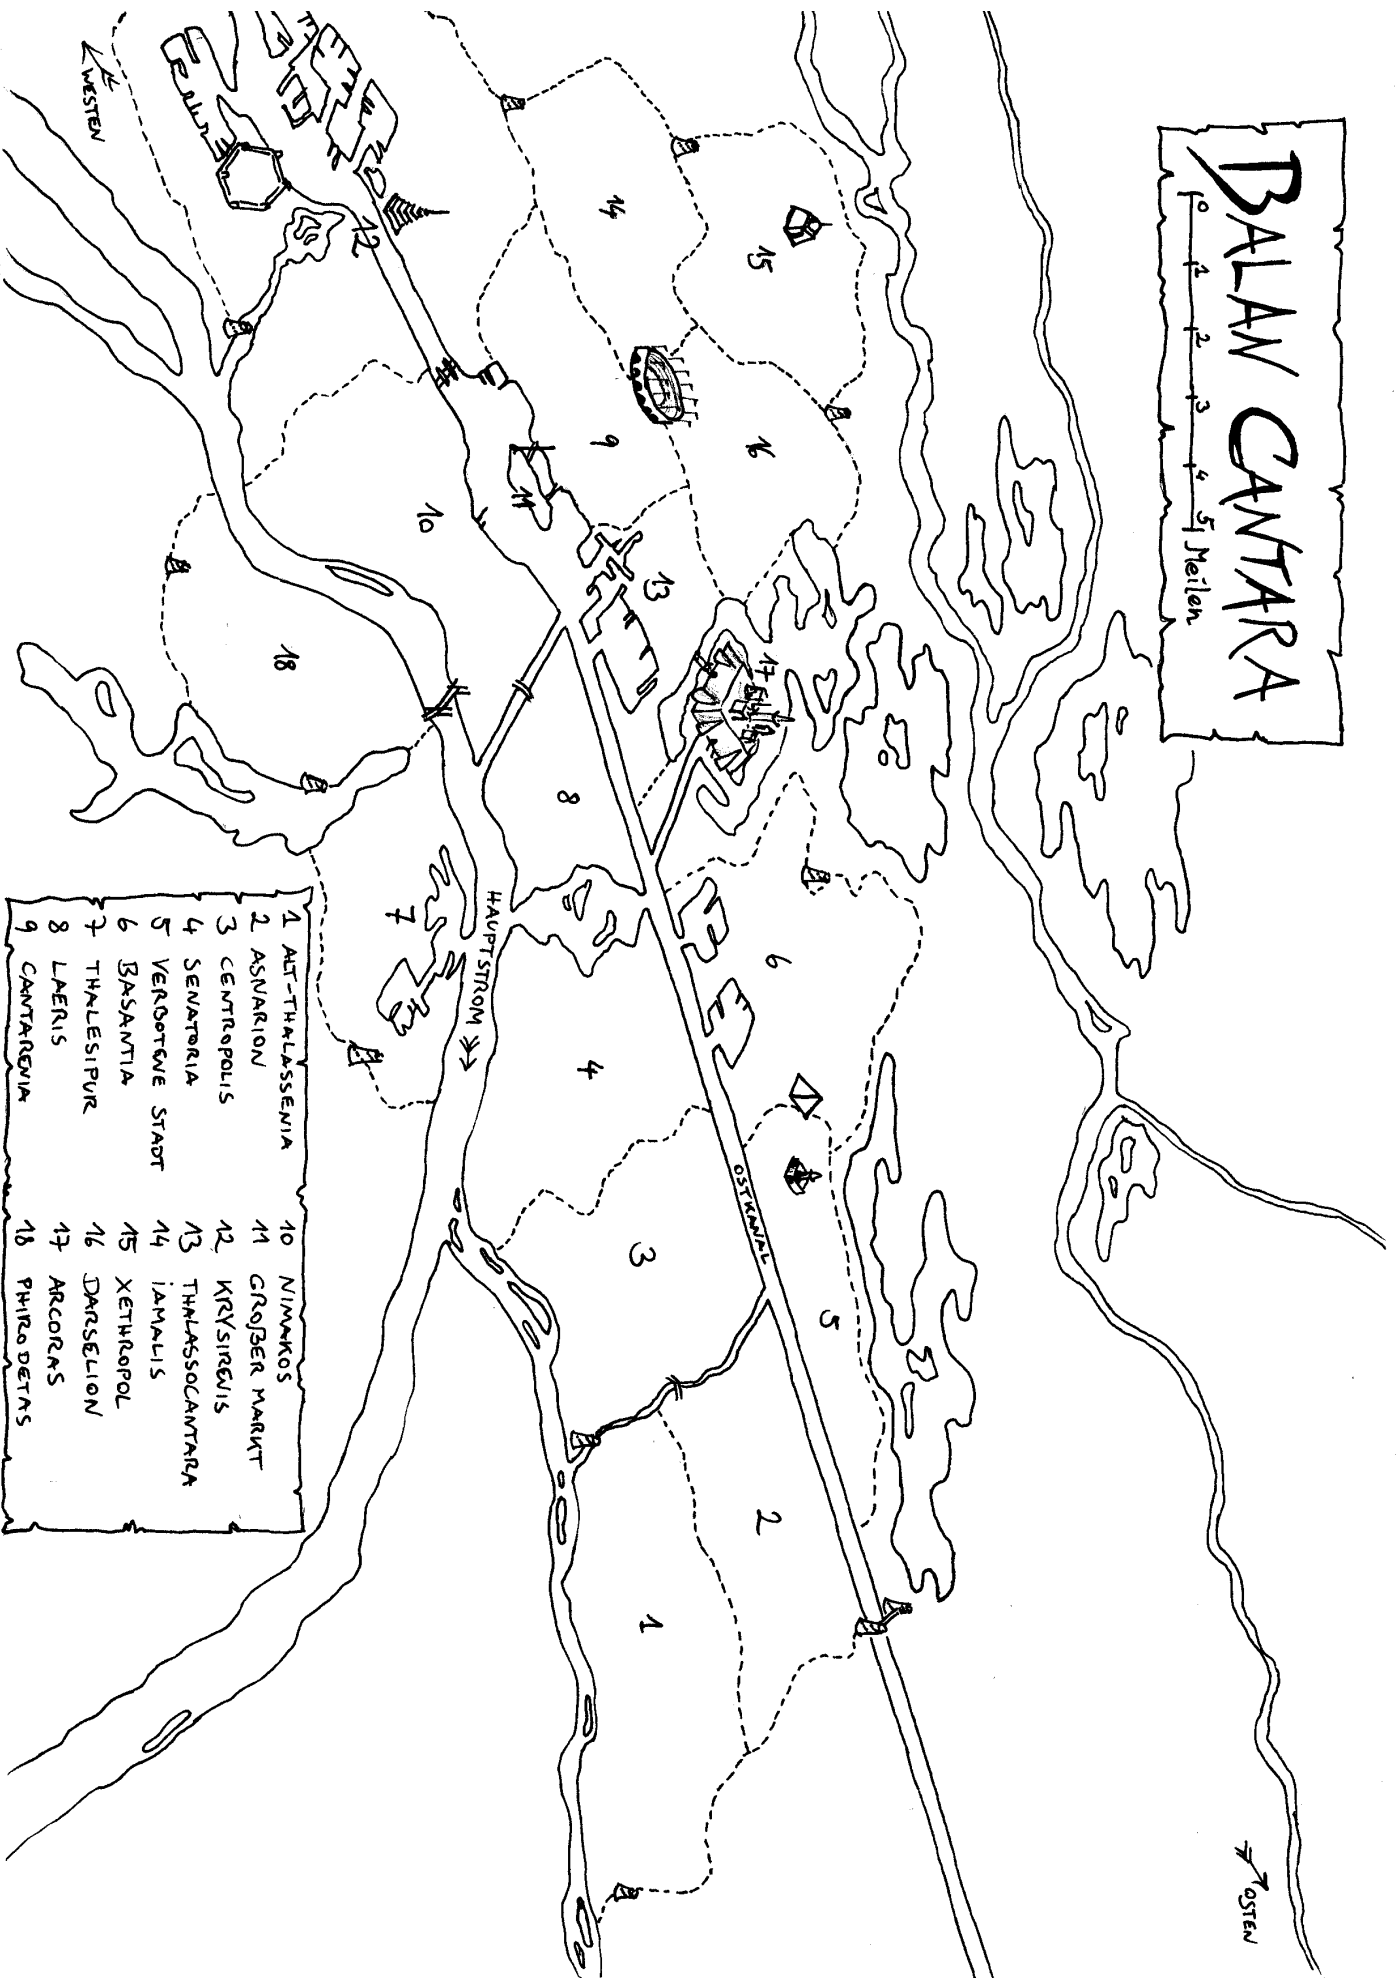 BALAN CANTARA
0 1 2 3 4 5 Meilen
WESTEN
OSTEN
15
14
16
9
12
11
13
10
17
18
8
6
7
HAUPTSTROM
4
OSTKANAL
5
3
2
1
1 ALT-THALASSENIA
2 ASNARION
3 CENTROPOLIS
4 SENATORIA
5 VERBOTENE STADT
6 BASANTIA
7 THALESIPUR
8 LAERIS
9 CANTARENIA
10 NIMAKOS
11 GROßER MARKT
12 KRYSIRENIS
13 THALASSOCANTARA
14 IAMALIS
15 XETHROPOL
16 DARSELION
17 ARCORAS
18 PHIRODETAS